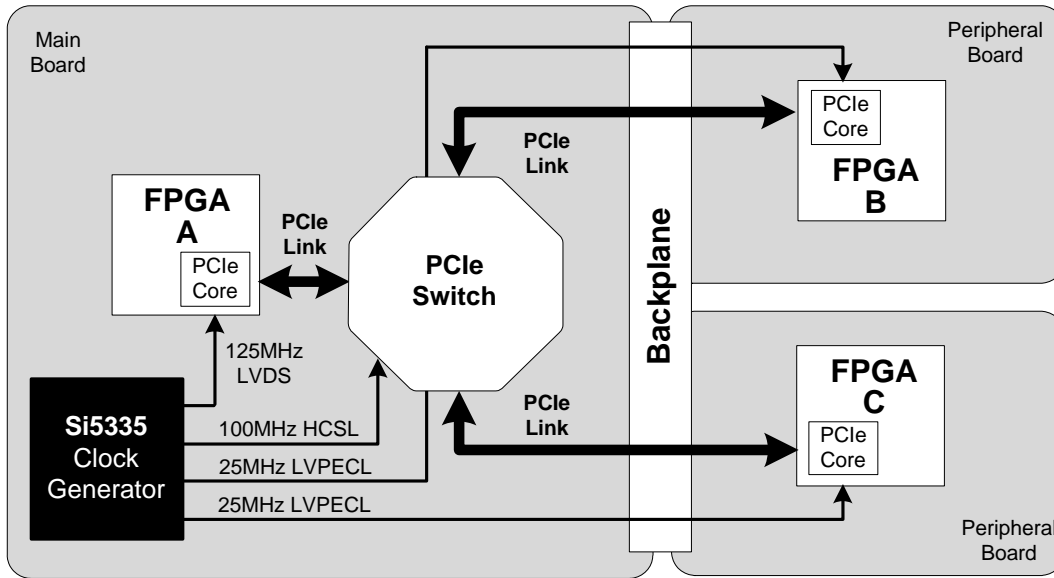 Main
Board
FPGA
A
PCIe
Core
PCIe
Link
PCIe
Switch
PCIe
Link
PCIe
Link
125MHz
LVDS
Si5335
Clock
Generator
100MHz HCSL
25MHz LVPECL
25MHz LVPECL
Backplane
Peripheral
Board
PCIe
Core
FPGA
B
FPGA
C
PCIe
Core
Peripheral
Board